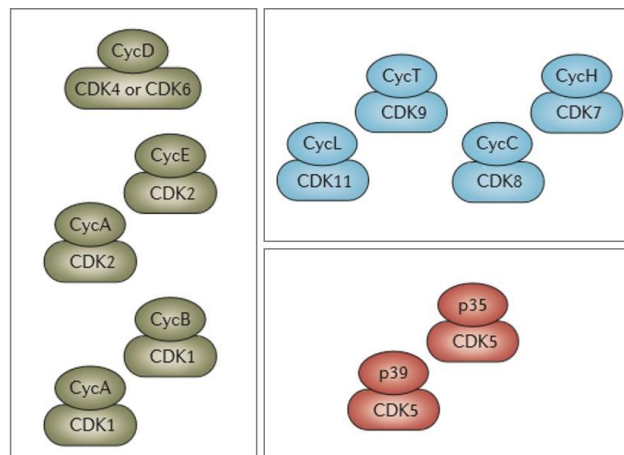 CycD
CDK4 or CDK6
CycE
CDK2
CycA
CDK2
CycB
CDK1
CycA
CDK1
CycT
CDK9
CycH
CDK7
CycL
CDK11
CycC
CDK8
p35
CDK5
p39
CDK5